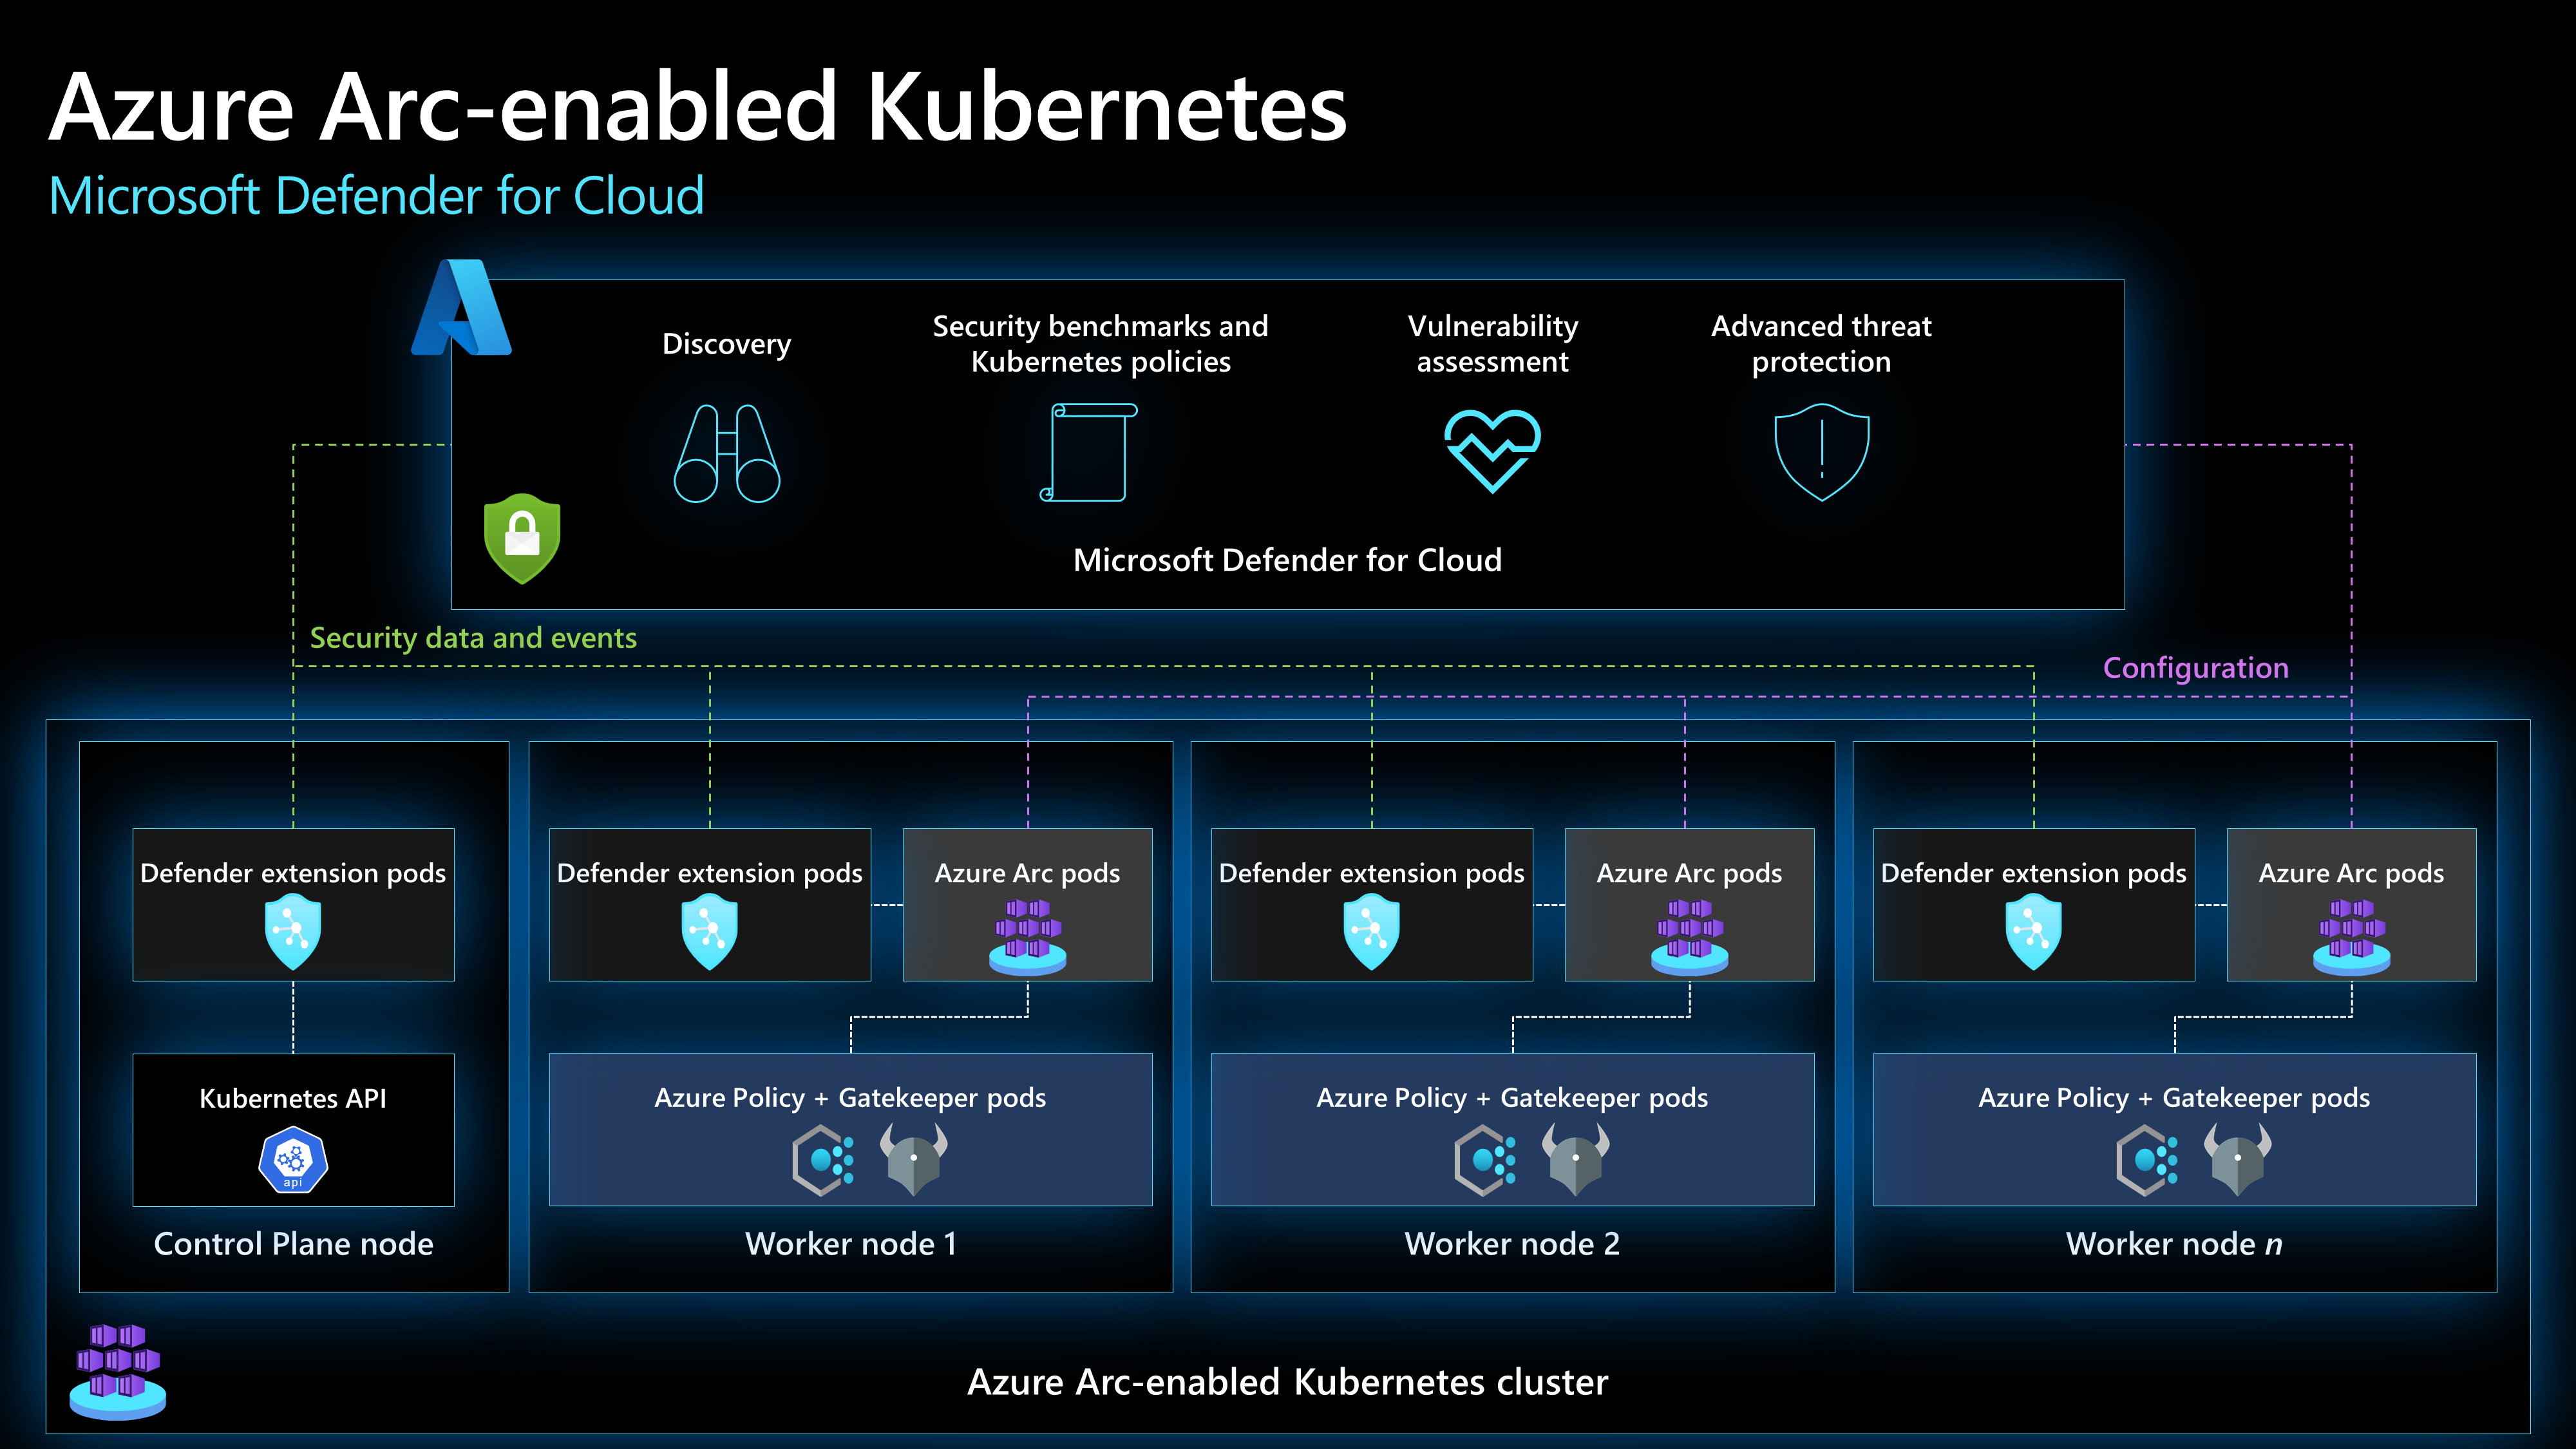 Azure Arc-enabled Kubernetes
Microsoft Defender for Cloud
Discovery
Security benchmarks and
Kubernetes policies
Vulnerability
assessment
Advanced threat
protection
Microsoft Defender for Cloud
Security data and events
Configuration
Defender extension pods
Kubernetes API
api
Control Plane node
Defender extension pods
Azure Arc pods
Azure Policy + Gatekeeper pods
Worker node 1
Defender extension pods
Azure Arc pods
Azure Policy + Gatekeeper pods
Worker node 2
Defender extension pods
Azure Arc pods
Azure Policy + Gatekeeper pods
Worker node n
Azure Arc-enabled Kubernetes cluster